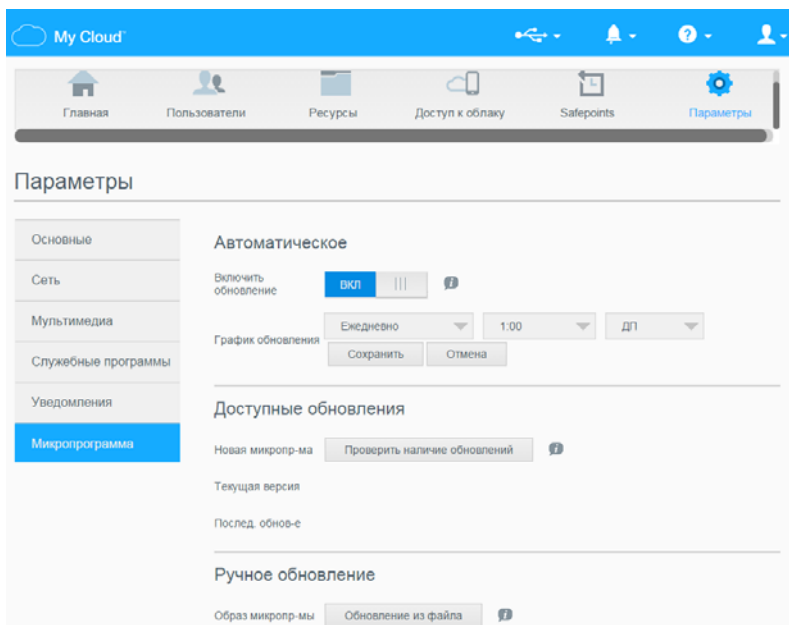 My Cloud
Главная Пользователи Ресурсы Доступ к облаку Safepoints Параметры
Параметры
Основные
Сеть
Мультимедиа
Служебные программы
Уведомления
Микропрограмма
Автоматическое
Включить
обновление
ВКЛ
График обновления
Ежедневно 1:00 ДП
Сохранить Отмена
Доступные обновления
Новая микропр-ма Проверить наличие обновлений
Текущая версия
Послед. обнов-е
Ручное обновление
Образ микропр-мы Обновление из файла